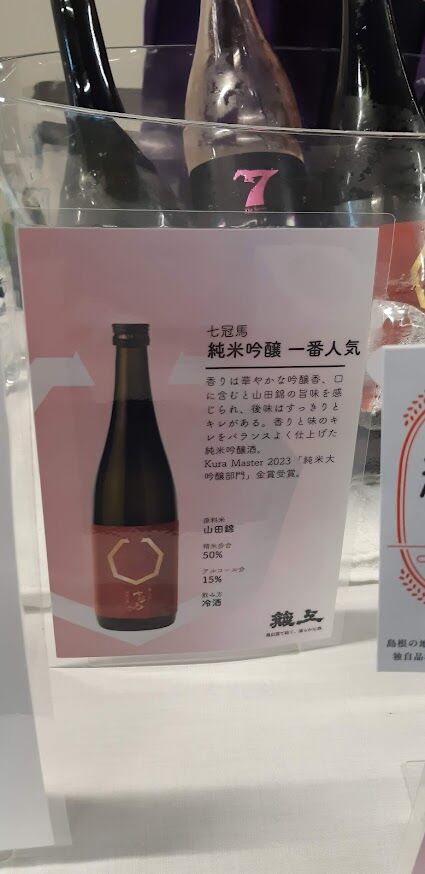 7
七冠馬
純米吟醸 一番人気
香りは華やかな吟醸香、口
に含むと山田錦の旨味を感
じられ、後味はすっきりと
キレがある。香りと味のキ
レをバランスよく仕上げた
純米吟醸酒。
Kura Master 2023「純米大
吟醸部門」金賞受賞。
原料米
山田錦
精米歩合
50%
アルコール分
15%
飲み方
冷酒
簸上
島根の地
独自品